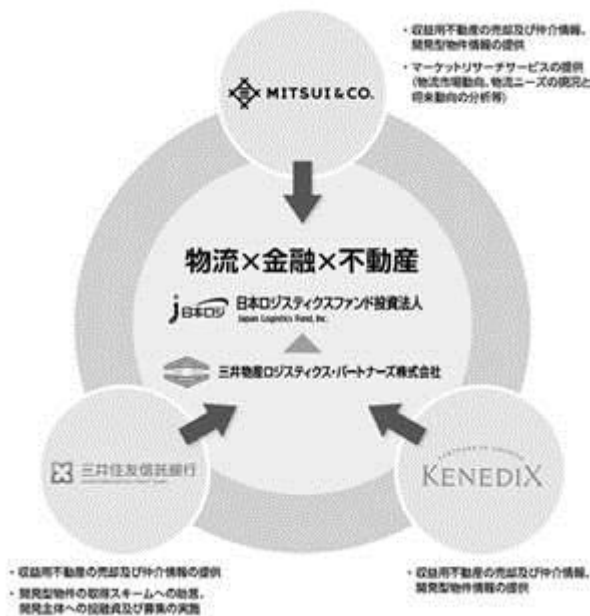 ・収益用不動産の売却及び仲介情報、
開発型物件情報の提供
・マーケットリサーチサービスの提供
(物流市場動向、物流ニーズの現況と
将来動向の分析等)
MITSUI&CO.
物流×金融×不動産
日本ロジ
日本ロジスティクスファンド投資法人
Japan Logistics Fund, Inc.
三井物産ロジスティクス・パートナーズ株式会社
三井住友信託銀行
KENEDIX
・収益用不動産の売却及び仲介情報の提供
・開発型物件の取得スキームへの助言、
開発主体への投融資及び募集の実施
・収益用不動産の売却及び仲介情報、
開発型物件情報の提供